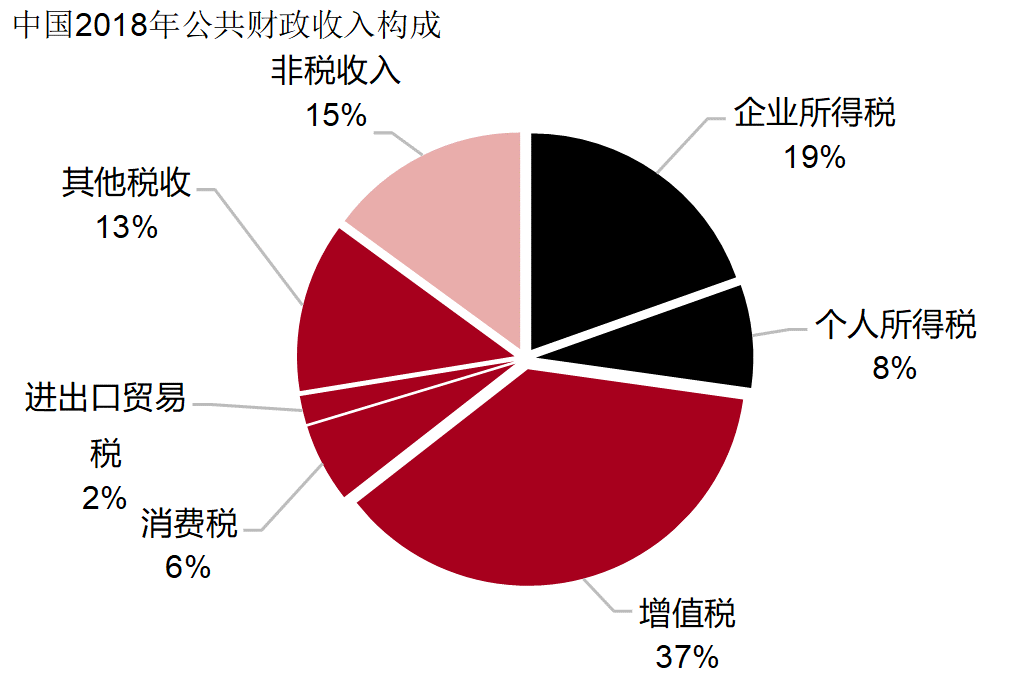 中国2018年公共财政收入构成
非税收入
15%
企业所得税
19%
其他税收
13%
个人所得税
8%
进出口贸易
税
2%
消费税
6%
增值税
37%